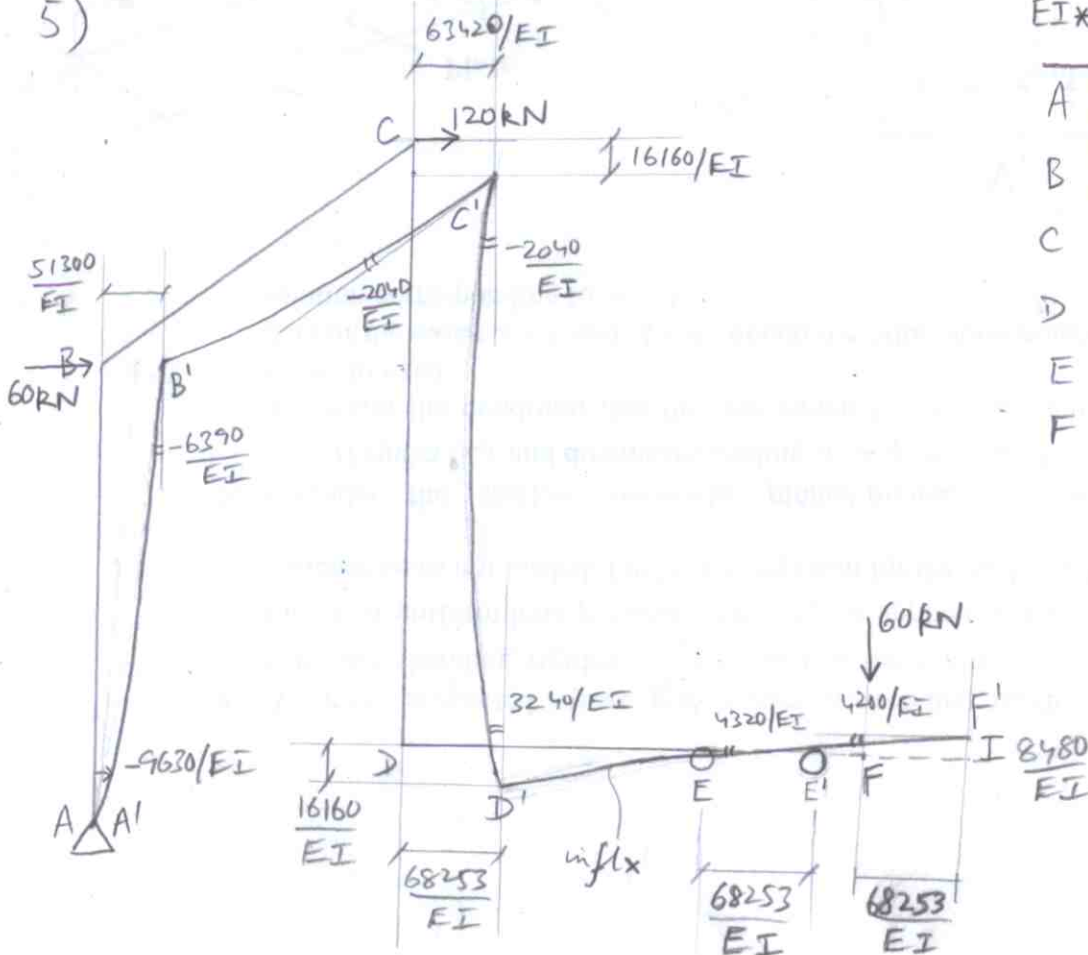 5)
63420/EI
EI*
A
B
C
D
E
F
C
120kN
16160/EI
C'
51300
EI
-2040
EI
-2040
EI
B
60kN
B'
-6390
EI
60kN
3240/EI
4320/EI
4200/EI
F'
-9630/EI
D
8480
EI
A
A'
16160
EI
D'
E
E'
F
inflx
68253
EI
68253
EI
68253
EI